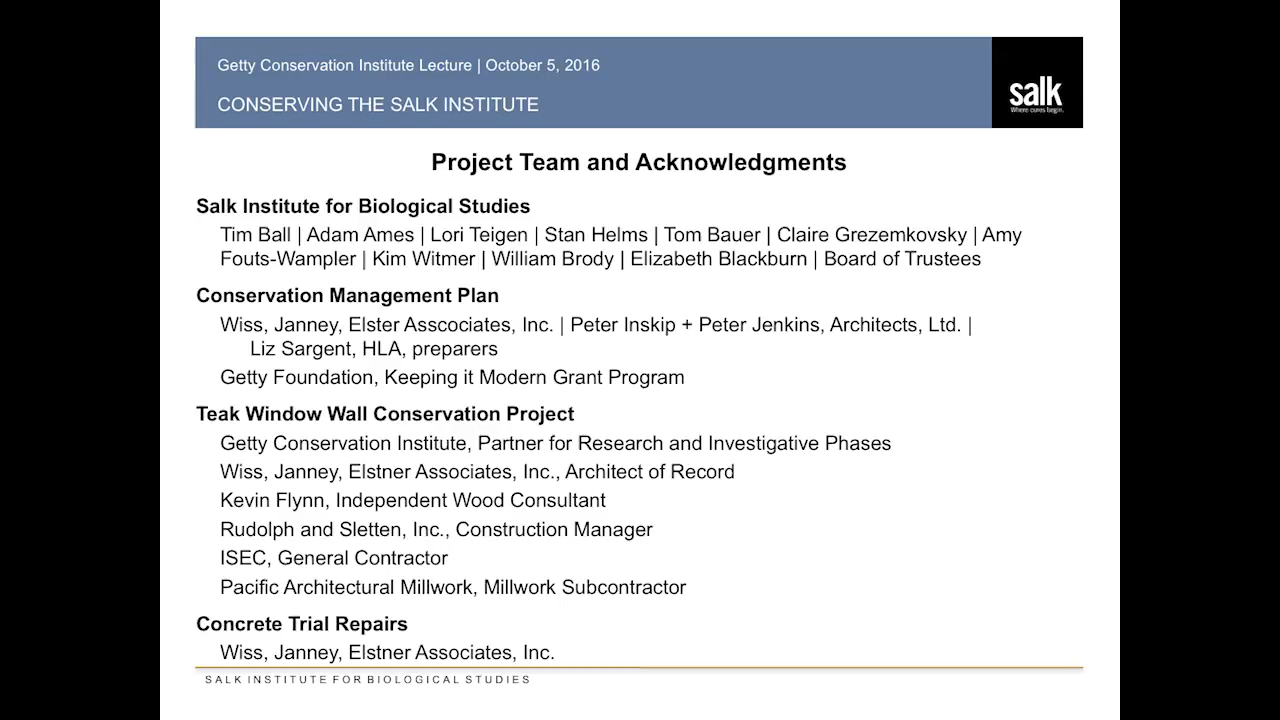 Getty Conservation Institute Lecture | October 5, 2016
CONSERVING THE SALK INSTITUTE
salk
Where cures begin.
Project Team and Acknowledgments
Salk Institute for Biological Studies
Tim Ball | Adam Ames | Lori Teigen | Stan Helms | Tom Bauer | Claire Grezemkovsky | Amy
Fouts-Wampler | Kim Witmer | William Brody | Elizabeth Blackburn | Board of Trustees
Conservation Management Plan
Wiss, Janney, Elster Asscociates, Inc. | Peter Inskip + Peter Jenkins, Architects, Ltd. |
Liz Sargent, HLA, preparers
Getty Foundation, Keeping it Modern Grant Program
Teak Window Wall Conservation Project
Getty Conservation Institute, Partner for Research and Investigative Phases
Wiss, Janney, Elstner Associates, Inc., Architect of Record
Kevin Flynn, Independent Wood Consultant
Rudolph and Sletten, Inc., Construction Manager
ISEC, General Contractor
Pacific Architectural Millwork, Millwork Subcontractor
Concrete Trial Repairs
Wiss, Janney, Elstner Associates, Inc.
SALK INSTITUTE FOR BIOLOGICAL STUDIES